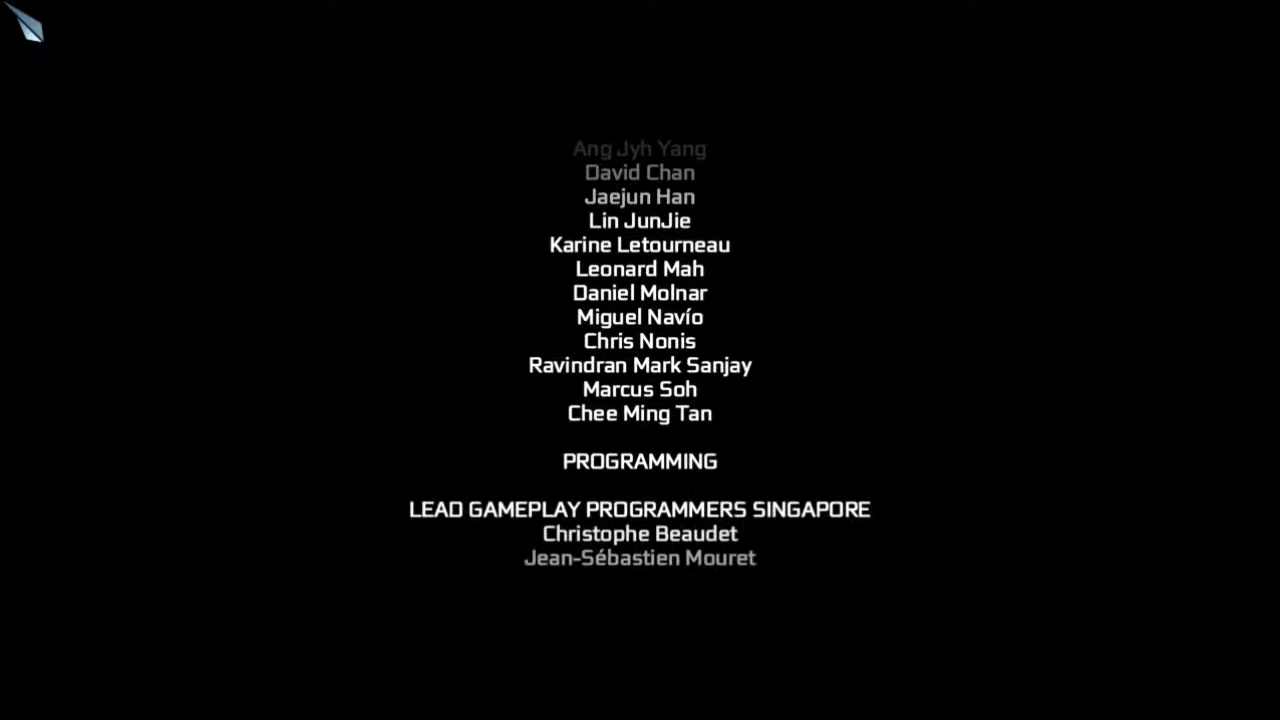 Ang Jyh Yang
David Chan
Jaejun Han
Lin JunJie
Karine Letourneau
Leonard Mah
Daniel Molnar
Miguel Navío
Chris Nonis
Ravindran Mark Sanjay
Marcus Soh
Chee Ming Tan
PROGRAMMING
LEAD GAMEPLAY PROGRAMMERS SINGAPORE
Christophe Beaudet
Jean-Sébastien Mouret